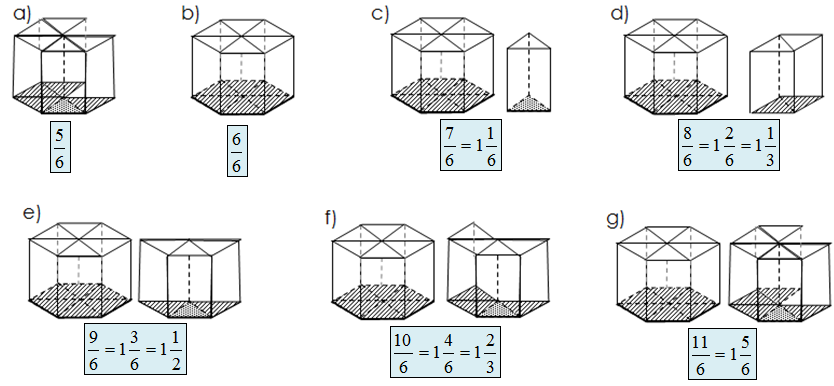 a)
5/6
b)
6/6
c)
7/6 = 1 1/6
d)
8/6 = 1 2/6 = 1 1/3
e)
9/6 = 1 3/6 = 1 1/2
f)
10/6 = 1 4/6 = 1 2/3
g)
11/6 = 1 5/6